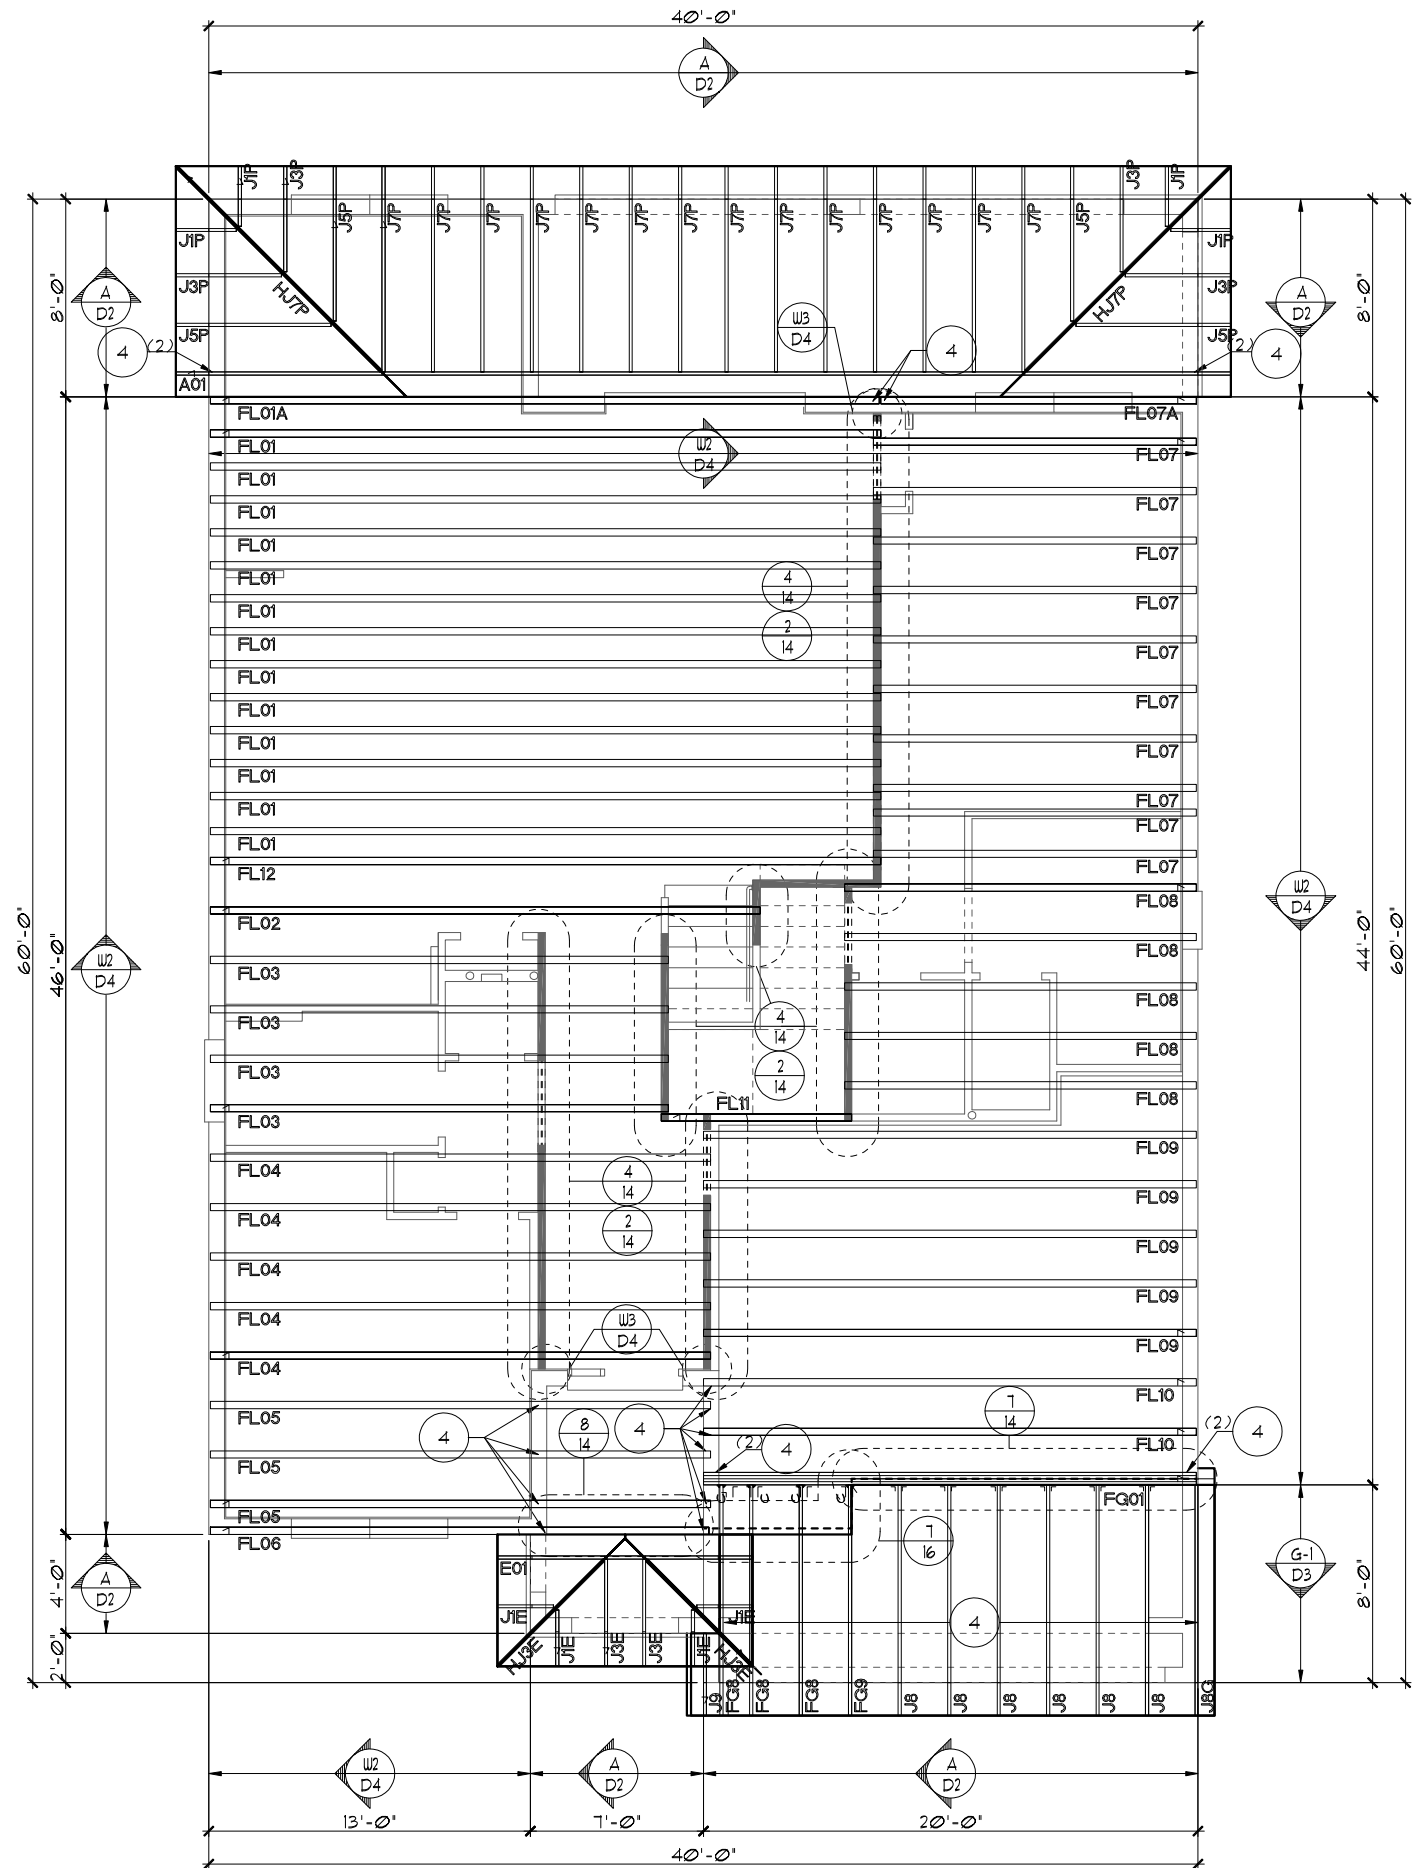 40'-0"
A
D2
J1P
J3P
J5P
J7P
J7P
J7P
J7P
J7P
J7P
J7P
J7P
J7P
J7P
J7P
J7P
J7P
J7P
J5P
J3P
J1P
J1P
J1P
J3P
HJ7P
HJ7P
J3P
8'-0"
A
D2
A
D2
8'-0"
W3
D4
J5P
J5P
4
(2)
4
(2)
4
A01
FL01A
FL07A
FL01
W2
D4
FL07
FL01
FL07
FL01
FL01
FL07
FL01
4
14
FL07
FL01
2
14
FL01
FL07
FL01
FL07
FL01
FL01
FL07
FL01
FL07
FL01
FL07
FL01
FL07
FL12
FL08
W2
D4
FL02
60'-0"
46'-0"
44'-0"
60'-0"
FL08
W2
D4
FL03
FL08
FL03
4
14
FL08
FL03
2
14
FL08
FL11
FL03
FL09
FL04
4
14
FL09
FL04
2
14
FL09
FL04
FL09
FL04
W3
D4
FL09
FL04
FL10
7
14
FL05
8
14
4
4
(2)
4
(2)
4
FL10
FL05
FG01
FL05
FL06
7
16
E01
G-1
D3
4'-0"
A
D2
8'-0"
J1E
J1E
4
2'-0"
HJ3E
J1E
J3E
J3E
J1E
HJ3E
J9
FG8
FG8
FG8
FG9
J8
J8
J8
J8
J8
J8
J8G
W2
D4
A
D2
A
D2
13'-0"
7'-0"
20'-0"
40'-0"